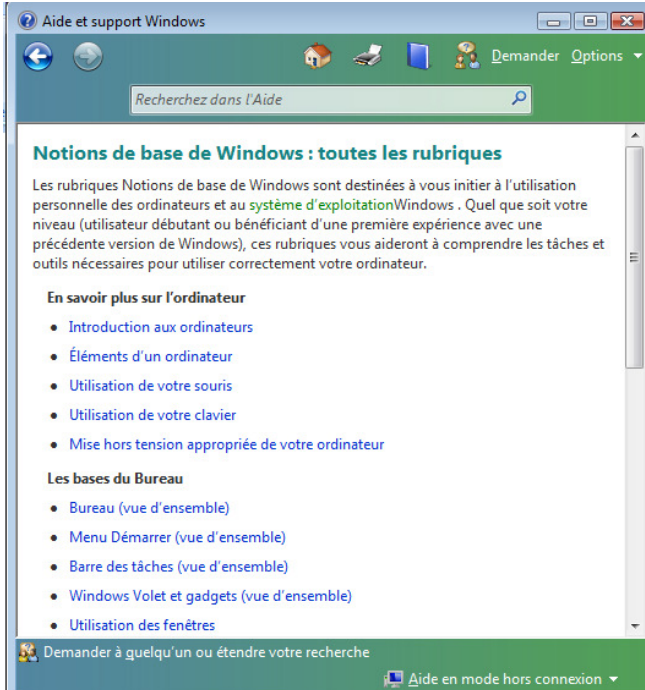 Aide et support Windows
Demander Options
Recherchez dans l'Aide
Notions de base de Windows : toutes les rubriques
Les rubriques Notions de base de Windows sont destinées à vous initier à l'utilisation
personnelle des ordinateurs et au système d'exploitationWindows . Quel que soit votre
niveau (utilisateur débutant ou bénéficiant d'une première expérience avec une
précédente version de Windows), ces rubriques vous aideront à comprendre les tâches et
outils nécessaires pour utiliser correctement votre ordinateur.
En savoir plus sur l'ordinateur
• Introduction aux ordinateurs
• Éléments d'un ordinateur
• Utilisation de votre souris
• Utilisation de votre clavier
• Mise hors tension appropriée de votre ordinateur
Les bases du Bureau
• Bureau (vue d'ensemble)
• Menu Démarrer (vue d'ensemble)
• Barre des tâches (vue d'ensemble)
• Windows Volet et gadgets (vue d'ensemble)
• Utilisation des fenêtres
Demander à quelqu'un ou étendre votre recherche
Aide en mode hors connexion